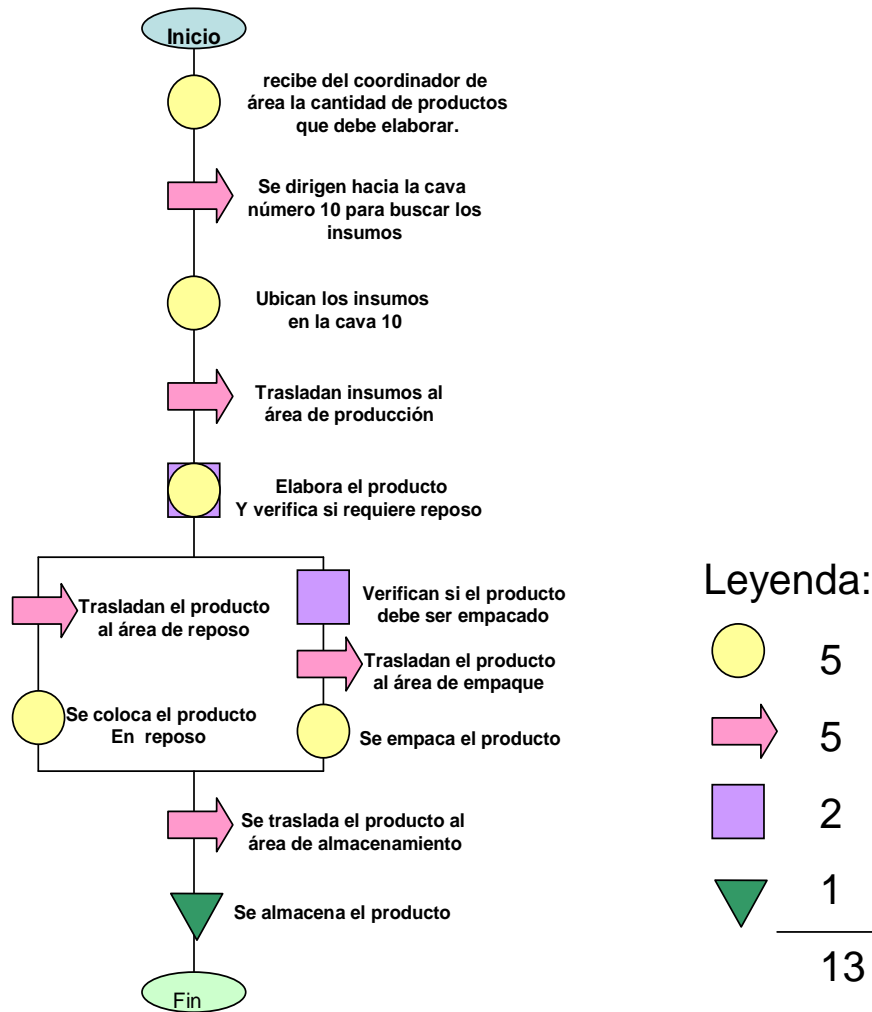 Inicio
recibe del coordinador de
área la cantidad de productos
que debe elaborar.
Se dirigen hacia la cava
número 10 para buscar los
insumos
Ubican los insumos
en la cava 10
Trasladan insumos al
área de producción
Elabora el producto
Y verifica si requiere reposo
Trasladan el producto
al área de reposo
Se coloca el producto
En reposo
Verifican si el producto
debe ser empacado
Trasladan el producto
al área de empaque
Se empaca el producto
Se traslada el producto al
área de almacenamiento
Se almacena el producto
Fin
Leyenda:
5
5
2
1
13